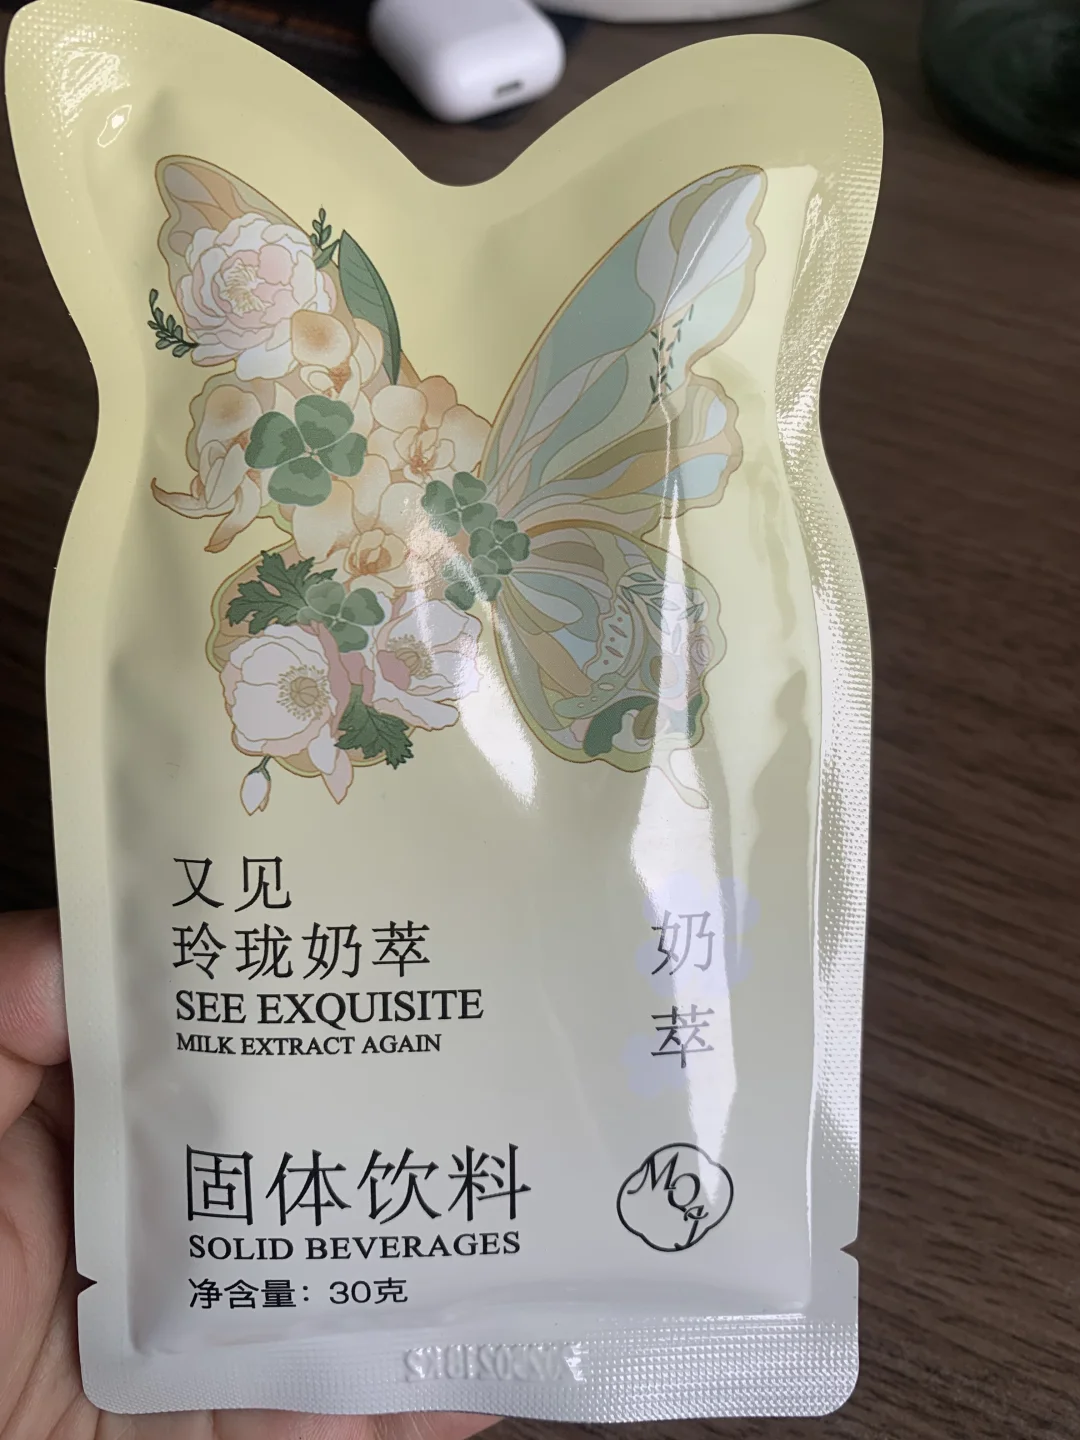 又见
玲珑奶萃
SEE EXQUISITE
MILK EXTRACT AGAIN
奶
萃
固体饮料
SOLID BEVERAGES
净含量：30克